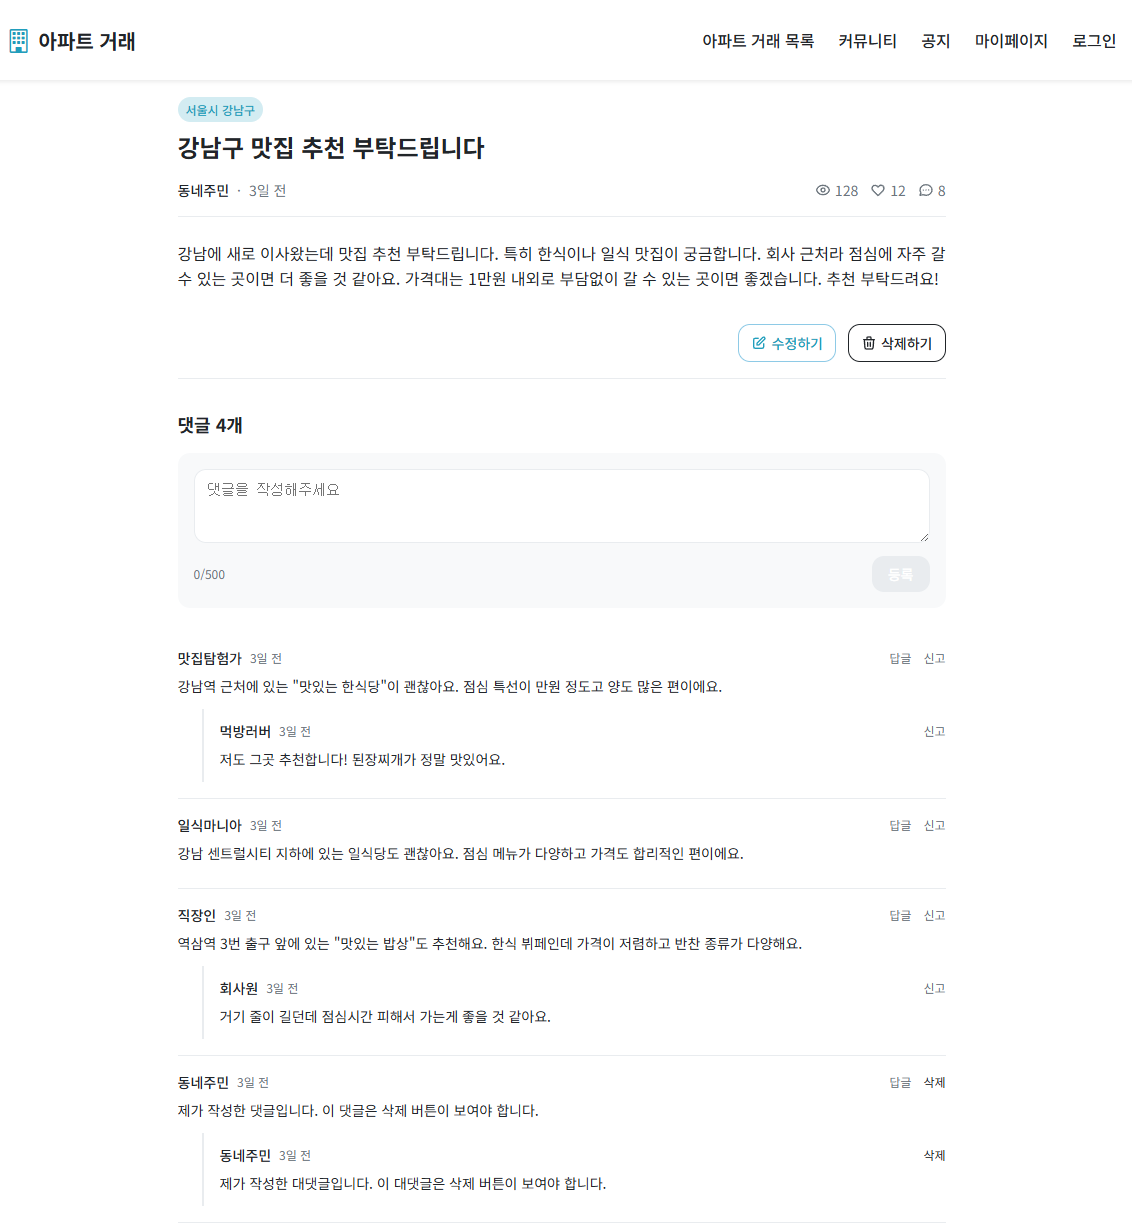 아파트 거래
아파트 거래 목록 커뮤니티 공지 마이페이지 로그인
서울시 강남구
강남구 맛집 추천 부탁드립니다
동네주민 · 3일 전 128 12 8
강남에 새로 이사왔는데 맛집 추천 부탁드립니다. 특히 한식이나 일식 맛집이 궁금합니다. 회사 근처라 점심에 자주 갈
수 있는 곳이면 더 좋을 것 같아요. 가격대는 1만원 내외로 부담없이 갈 수 있는 곳이면 좋겠습니다. 추천 부탁드려요!
수정하기 삭제하기
댓글 4개
댓글을 작성해주세요
0/500 등록
맛집탐험가 3일 전 답글 신고
강남역 근처에 있는 "맛있는 한식당"이 괜찮아요. 점심 특선이 만원 정도고 양도 많은 편이에요.
먹방러버 3일 전 신고
저도 그곳 추천합니다! 된장찌개가 정말 맛있어요.
일식마니아 3일 전 답글 신고
강남 센트럴시티 지하에 있는 일식당도 괜찮아요. 점심 메뉴가 다양하고 가격도 합리적인 편이에요.
직장인 3일 전 답글 신고
역삼역 3번 출구 앞에 있는 "맛있는 밥상"도 추천해요. 한식 뷔페인데 가격이 저렴하고 반찬 종류가 다양해요.
회사원 3일 전 신고
거기 줄이 길던데 점심시간 피해서 가는게 좋을 것 같아요.
동네주민 3일 전 답글 삭제
제가 작성한 댓글입니다. 이 댓글은 삭제 버튼이 보여야 합니다.
동네주민 3일 전 삭제
제가 작성한 대댓글입니다. 이 대댓글은 삭제 버튼이 보여야 합니다.